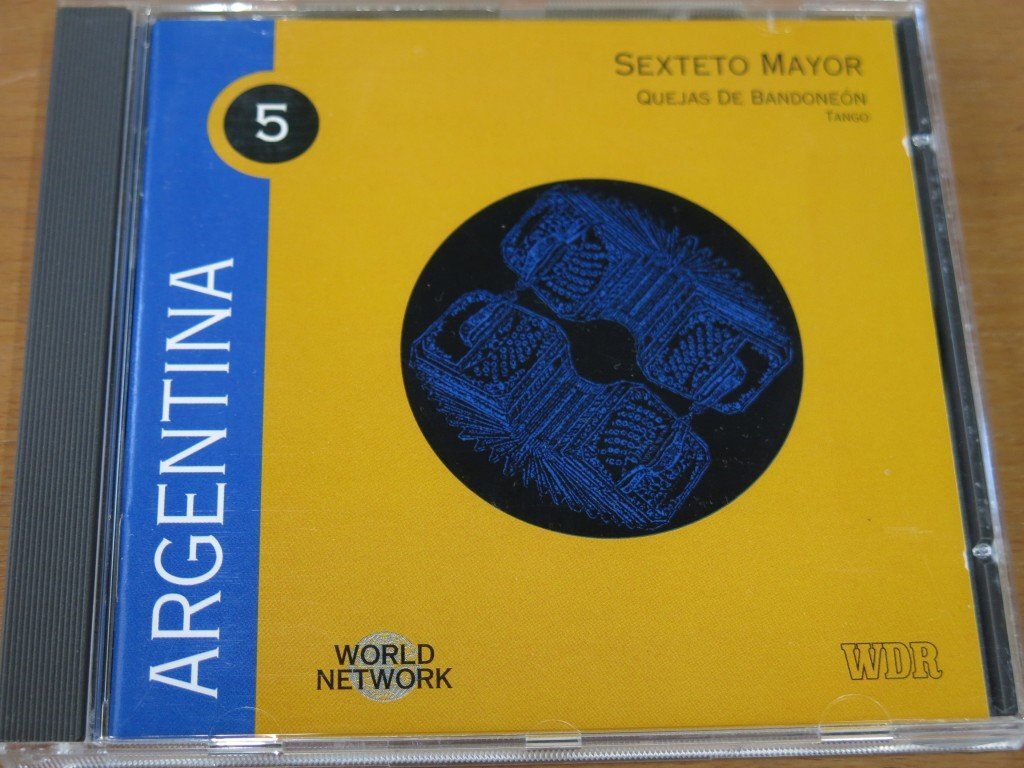 SEXTETO MAYOR
QUEJAS DE BANDONEÓN
TANGO
5
ARGENTINA
WORLD
NETWORK
WDR